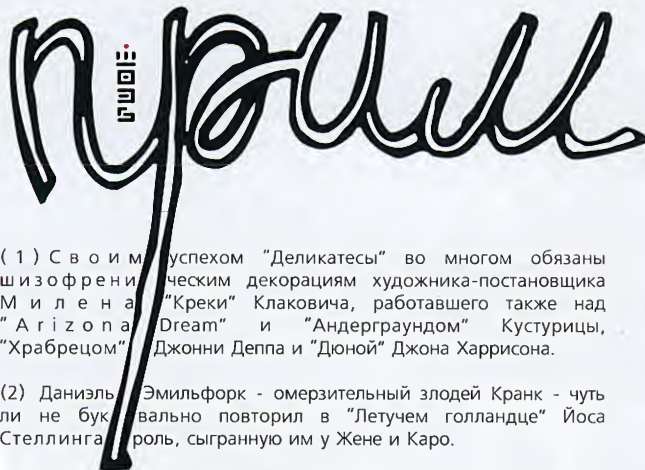 прим
(1) Своим успехом "Деликатесы" во многом обязаны
шизофреническим декорациям художника-постановщика
Милена "Креки" Клаковича, работавшего также над
"Arizona Dream" и "Андерграундом" Кустурицы,
"Храбрецом" Джонни Деппа и "Дюной" Джона Харрисона.
(2) Даниэль Эмильфорк - омерзительный злодей Кранк - чуть
ли не буквально повторил в "Летучем голландце" Йоса
Стеллинга роль, сыгранную им у Жене и Каро.